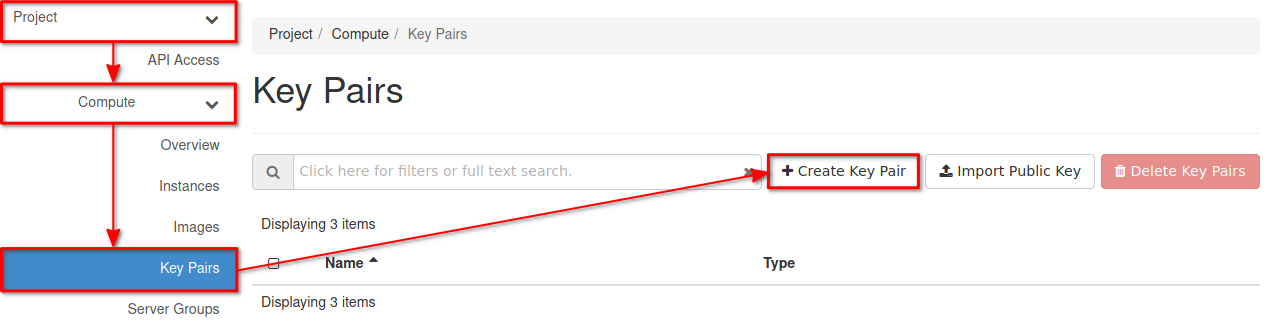 Project
API Access
Compute
Overview
Instances
Images
Key Pairs
Server Groups
Project / Compute / Key Pairs
Key Pairs
Click here for filters or full text search.
Create Key Pair
Import Public Key
Delete Key Pairs
Displaying 3 items
Name Type
Displaying 3 items